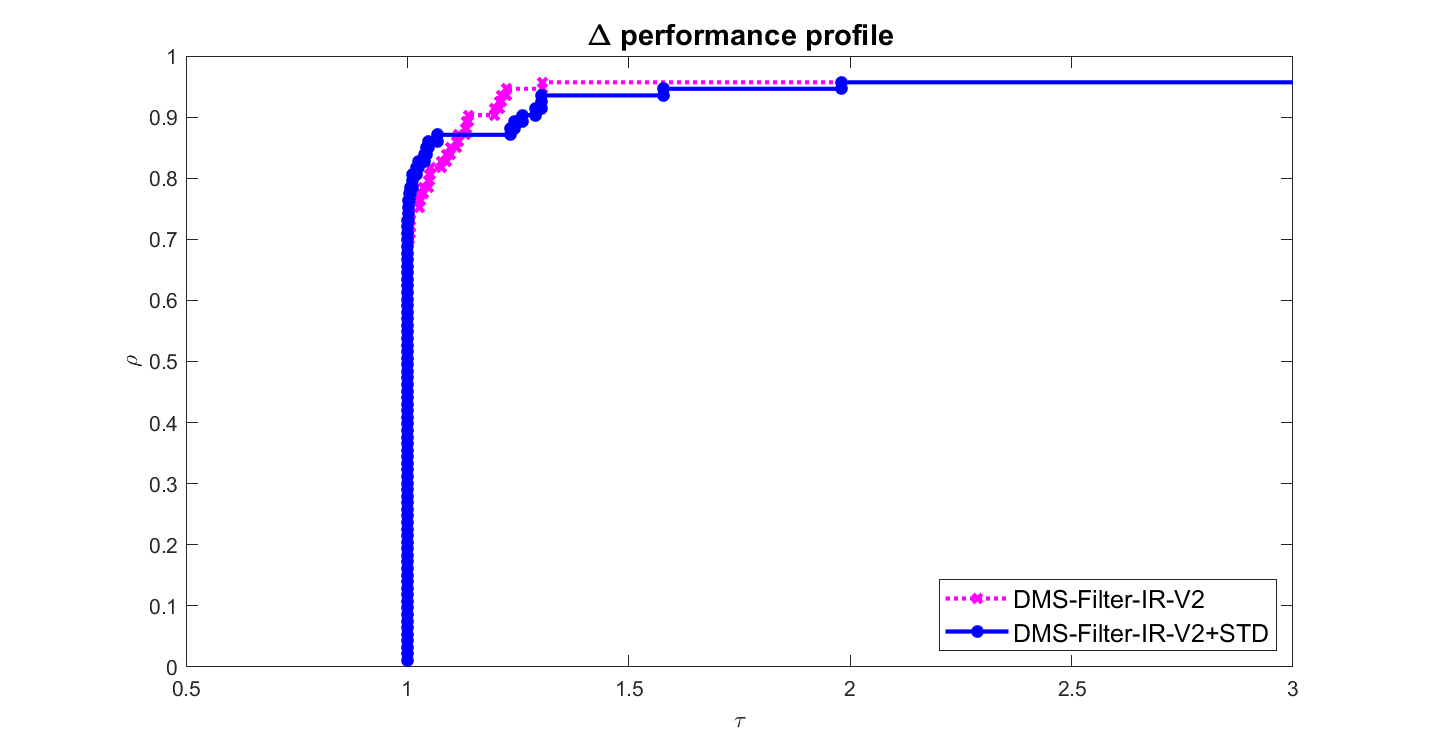 Δ performance profile
1
0.9
0.8
0.7
0.6
0.5
0.4
0.3
0.2
0.1
0
ρ
0.5 1 1.5 2 2.5 3
τ
DMS-Filter-IR-V2
DMS-Filter-IR-V2+STD